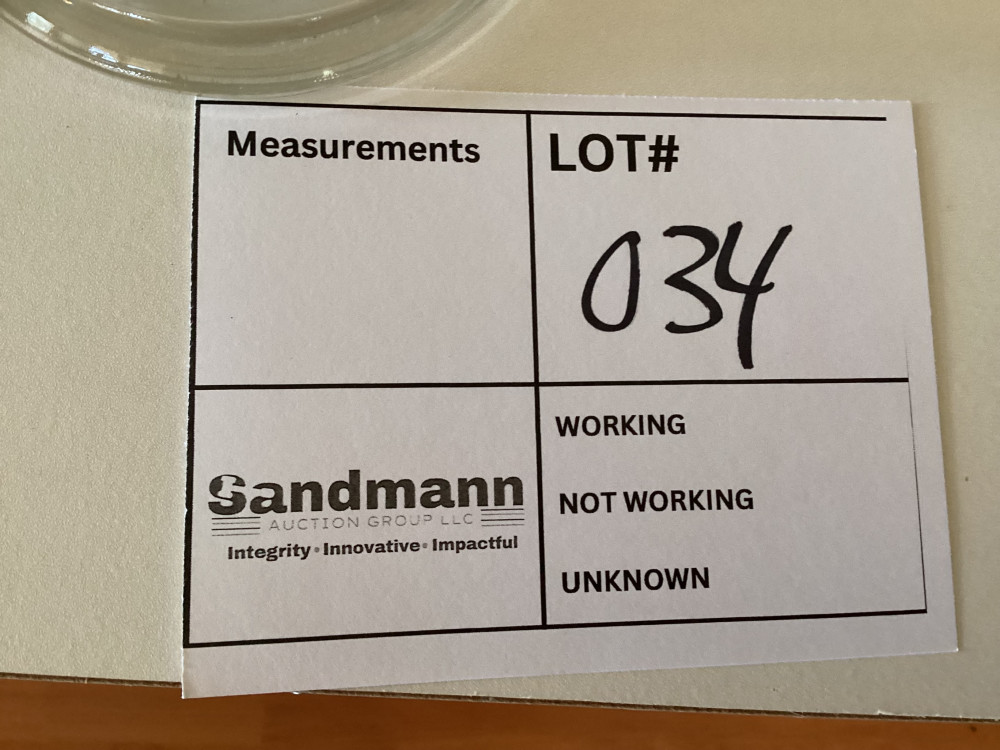 Measurements
LOT#
034
Sandmann
AUCTION GROUP LLC
Integrity • Innovative • Impactful
WORKING
NOT WORKING
UNKNOWN